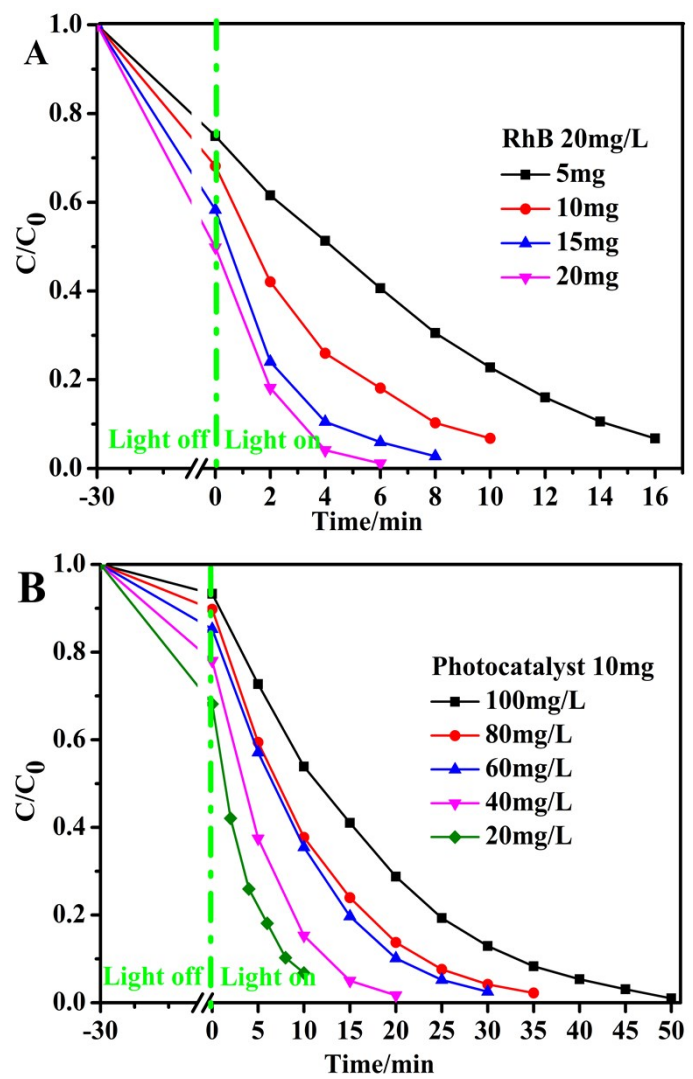 A
1.0
0.8
0.6
0.4
0.2
0.0
C/C0
RhB 20mg/L
5mg
10mg
15mg
20mg
Light off
Light on
-30
0
2
4
6
8
10
12
14
16
Time/min
B
1.0
0.8
0.6
0.4
0.2
0.0
C/C0
Photocatalyst 10mg
100mg/L
80mg/L
60mg/L
40mg/L
20mg/L
Light off
Light on
-30
0
5
10
15
20
25
30
35
40
45
50
Time/min